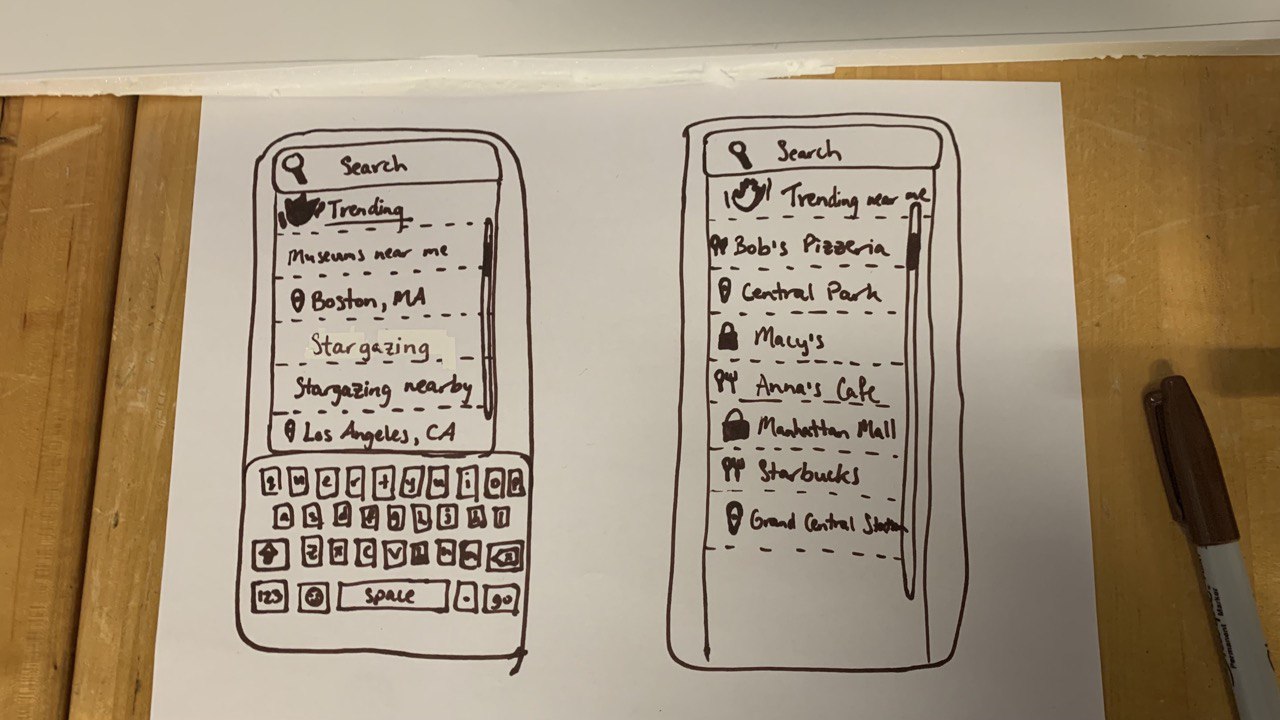 Search
Trending
Museums near me
Boston, MA
Stargazing
Stargazing nearby
Los Angeles, CA
e r t y u i o p
z x c v
123 space . go
Search
Trending near me
Bob's Pizzeria
Central Park
Macy's
Anna's Cafe
Manhattan Mall
Starbucks
Grand Central Station
Permanent Marker